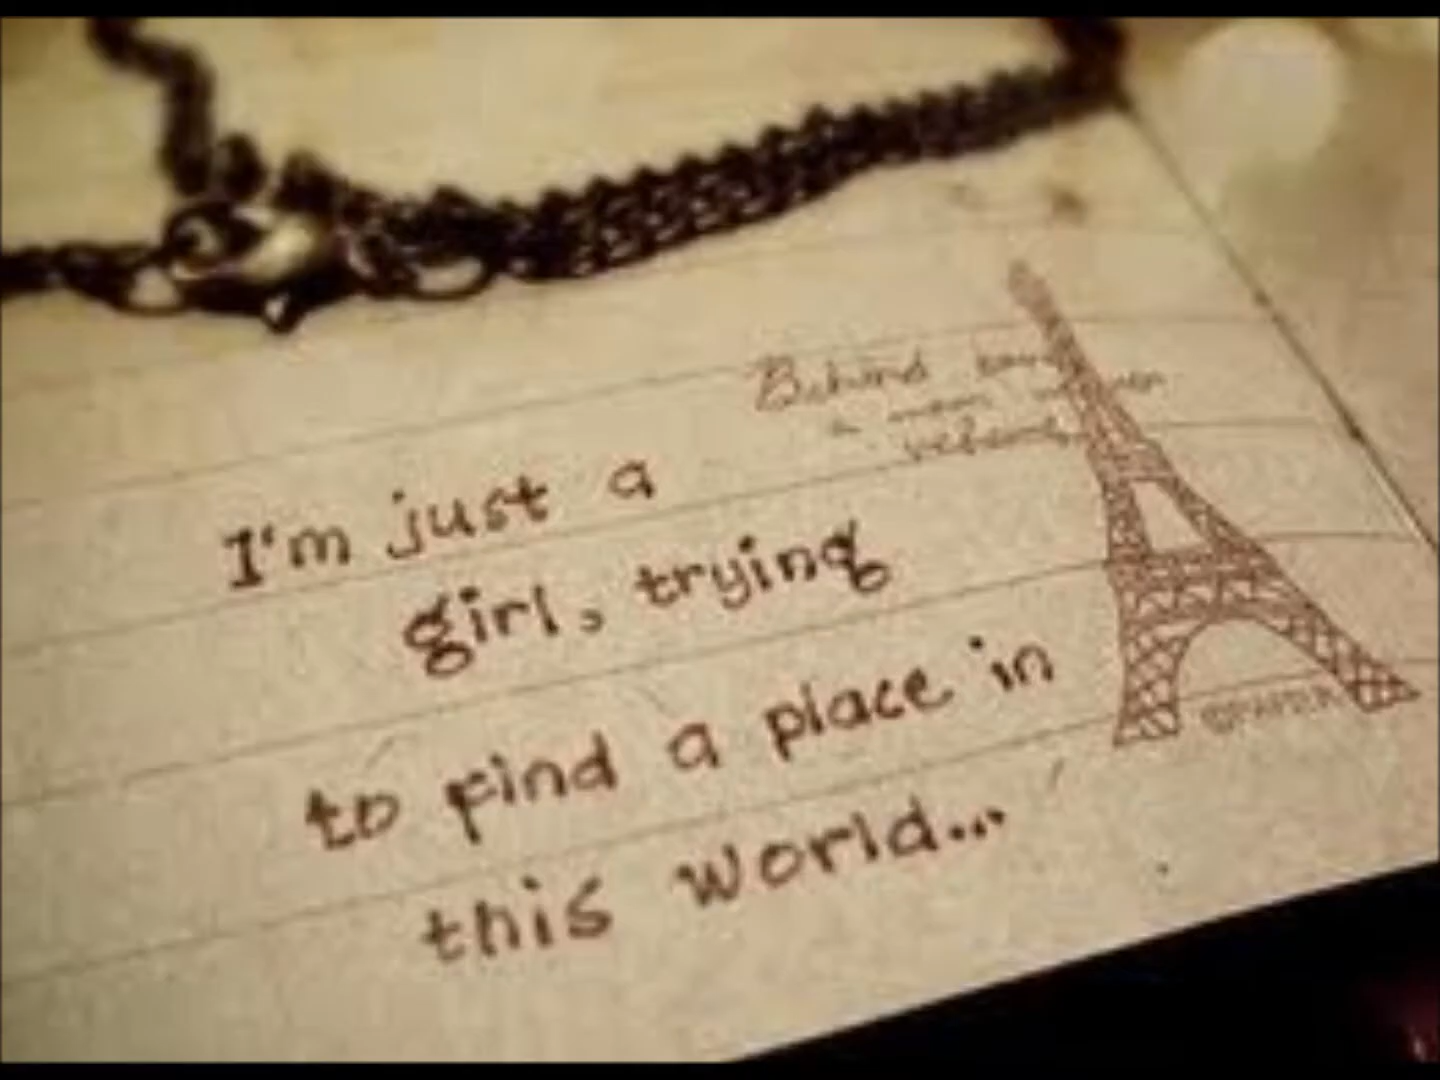 Behind
a
I'm just a
girl, trying
to find a place in
this world...